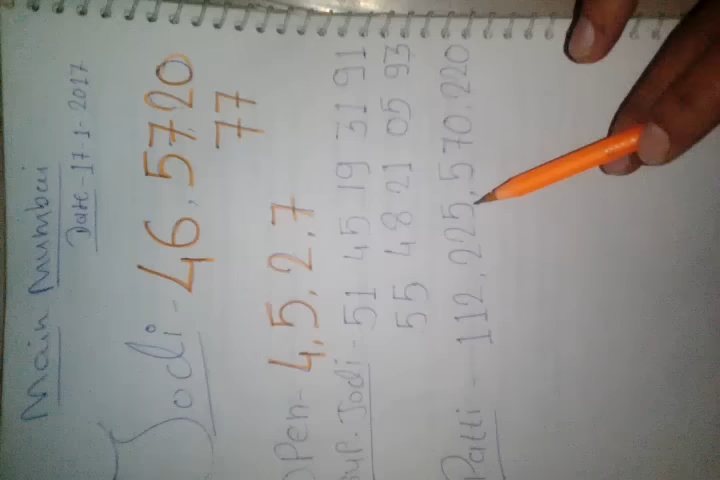 Main Mumbai
Date-17-1-2017
Jodi - 46, 57, 20
77
OPen- 4, 5, 2, 7
Sup. Jodi - 51 45 19 31 91
55 48 21 05 93
Patti - 112, 225, 570, 220